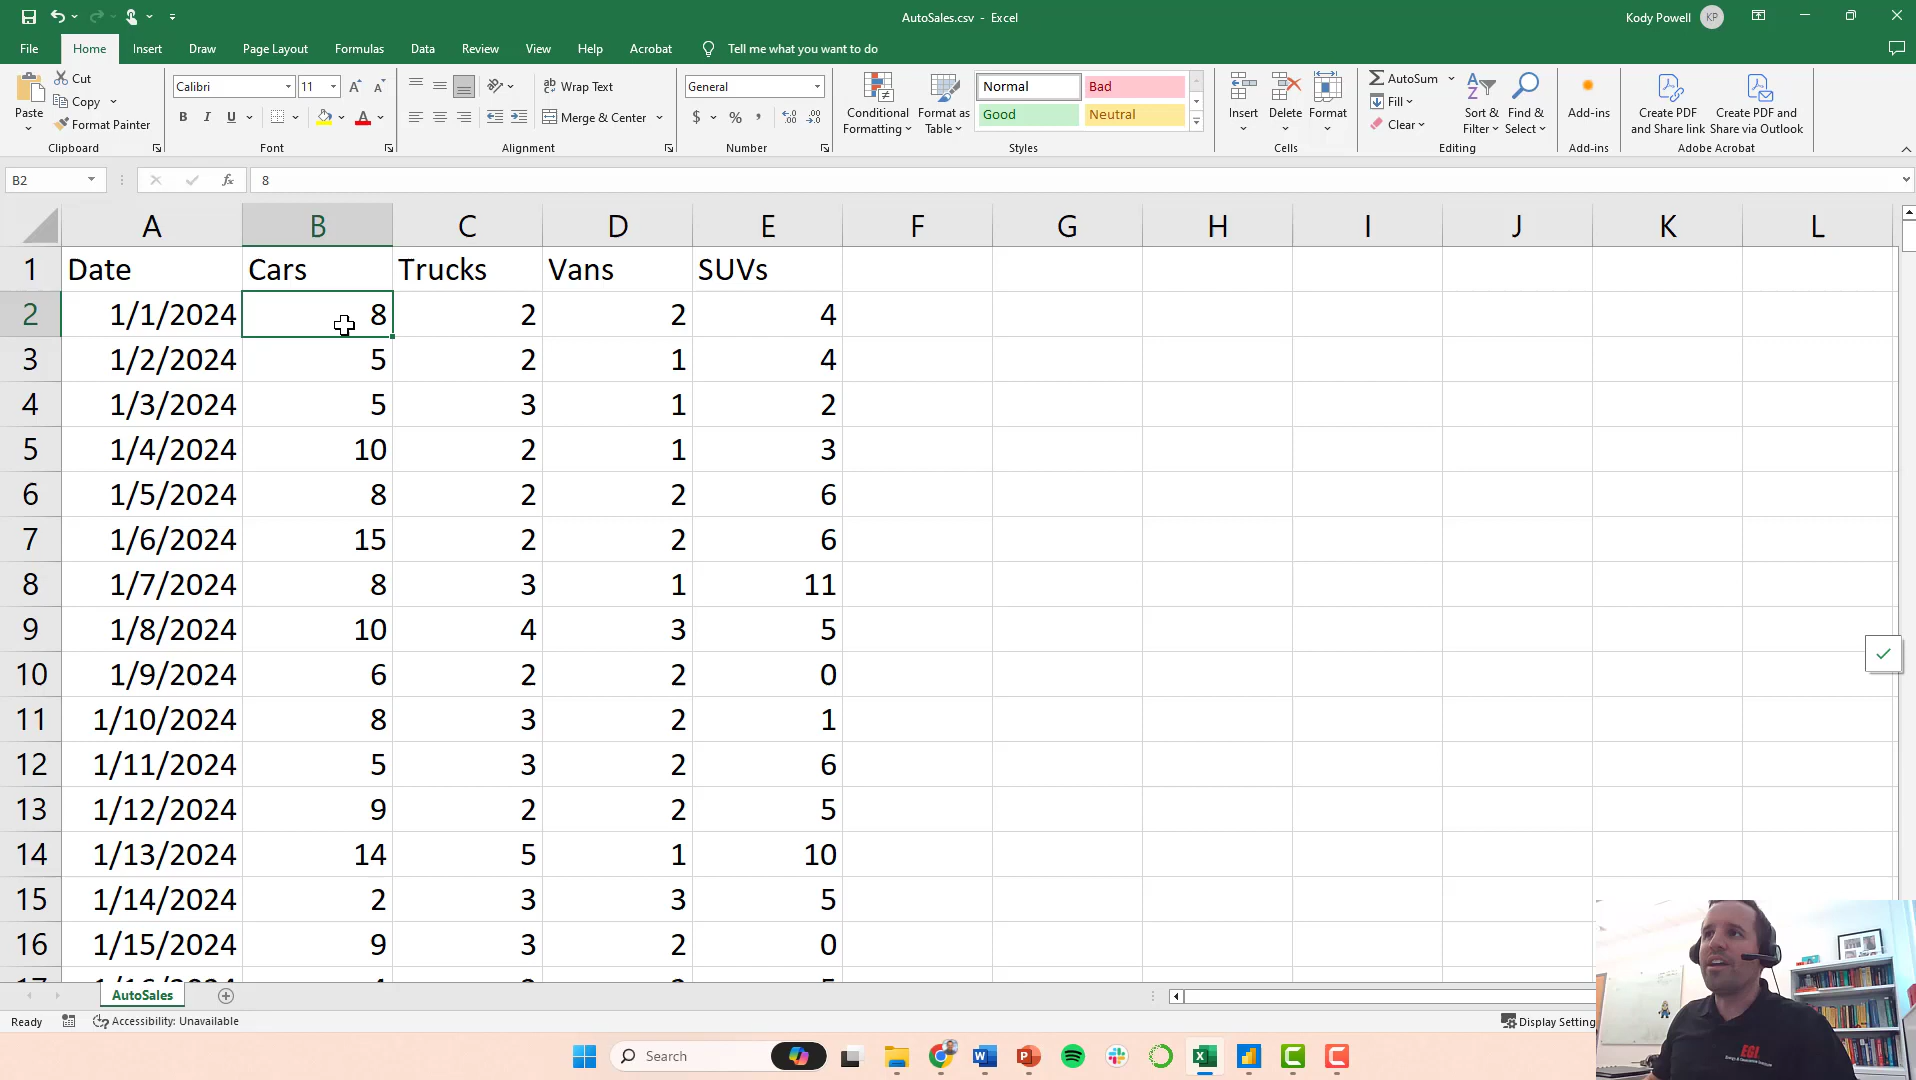 AutoSales.csv - Excel
Kody Powell KP
File Home Insert Draw Page Layout Formulas Data Review View Help Acrobat Tell me what you want to do
Paste
Cut
Copy
Format Painter
Clipboard
Calibri 11
B I U
Font
Wrap Text
Merge & Center
Alignment
General
$ % ,
Number
Conditional Formatting
Format as Table
Normal Bad
Good Neutral
Styles
Insert Delete Format
Cells
AutoSum
Fill
Clear
Sort & Filter
Find & Select
Editing
Add-ins
Add-ins
Create PDF and Share link
Create PDF and Share via Outlook
Adobe Acrobat
B2 fx 8
A B C D E F G H I J K L
1 Date Cars Trucks Vans SUVs
2 1/1/2024 8 2 2 4
3 1/2/2024 5 2 1 4
4 1/3/2024 5 3 1 2
5 1/4/2024 10 2 1 3
6 1/5/2024 8 2 2 6
7 1/6/2024 15 2 2 6
8 1/7/2024 8 3 1 11
9 1/8/2024 10 4 3 5
10 1/9/2024 6 2 2 0
11 1/10/2024 8 3 2 1
12 1/11/2024 5 3 2 6
13 1/12/2024 9 2 2 5
14 1/13/2024 14 5 1 10
15 1/14/2024 2 3 3 5
16 1/15/2024 9 3 2 0
AutoSales
Ready Accessibility: Unavailable Display Setting
Search
EGI